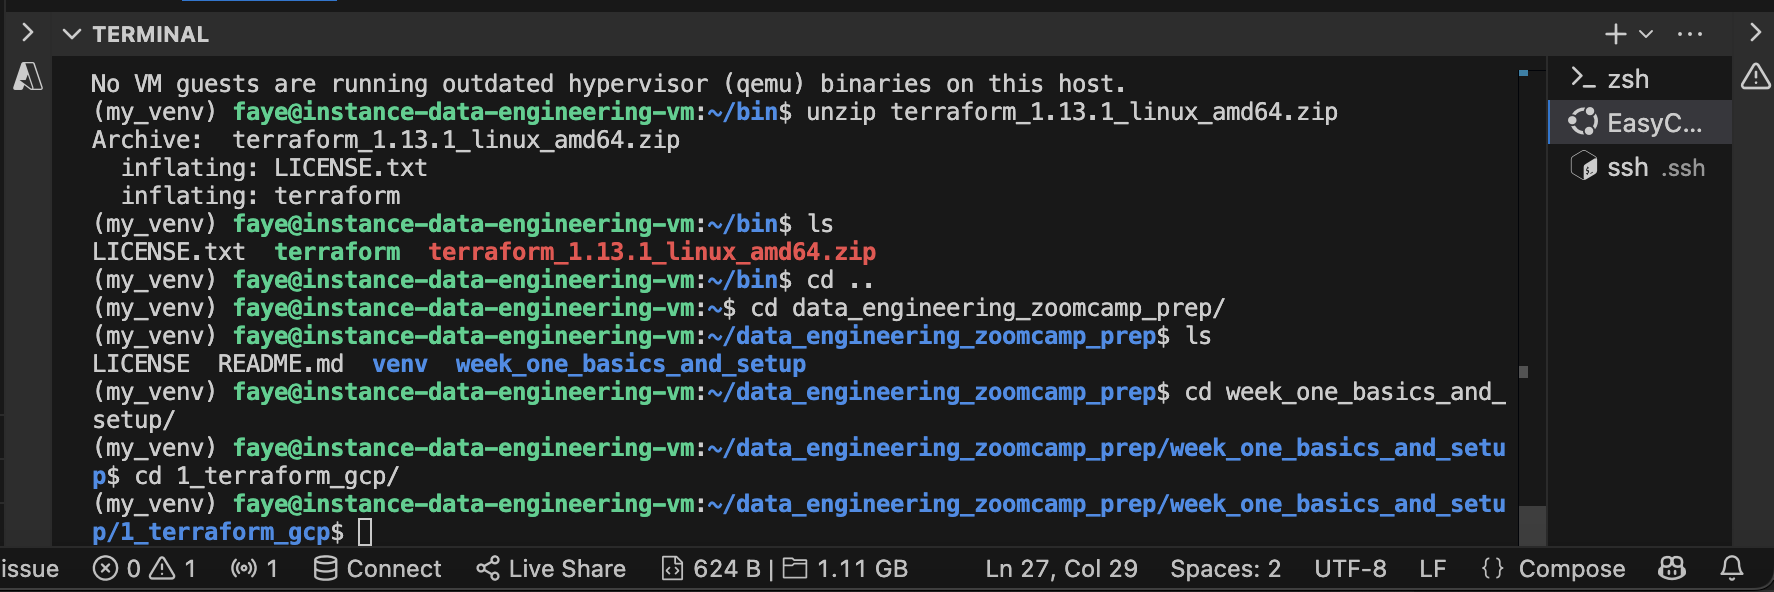 TERMINAL
No VM guests are running outdated hypervisor (qemu) binaries on this host.
(my_venv) faye@instance-data-engineering-vm:~/bin$ unzip terraform_1.13.1_linux_amd64.zip
Archive:  terraform_1.13.1_linux_amd64.zip
  inflating: LICENSE.txt
  inflating: terraform
(my_venv) faye@instance-data-engineering-vm:~/bin$ ls
LICENSE.txt  terraform  terraform_1.13.1_linux_amd64.zip
(my_venv) faye@instance-data-engineering-vm:~/bin$ cd ..
(my_venv) faye@instance-data-engineering-vm:~$ cd data_engineering_zoomcamp_prep/
(my_venv) faye@instance-data-engineering-vm:~/data_engineering_zoomcamp_prep$ ls
LICENSE  README.md  venv  week_one_basics_and_setup
(my_venv) faye@instance-data-engineering-vm:~/data_engineering_zoomcamp_prep$ cd week_one_basics_and_
setup/
(my_venv) faye@instance-data-engineering-vm:~/data_engineering_zoomcamp_prep/week_one_basics_and_setu
p$ cd 1_terraform_gcp/
(my_venv) faye@instance-data-engineering-vm:~/data_engineering_zoomcamp_prep/week_one_basics_and_setu
p/1_terraform_gcp$
zsh
EasyC...
ssh .ssh
issue 0 1 1 Connect Live Share 624 B | 1.11 GB Ln 27, Col 29 Spaces: 2 UTF-8 LF {} Compose